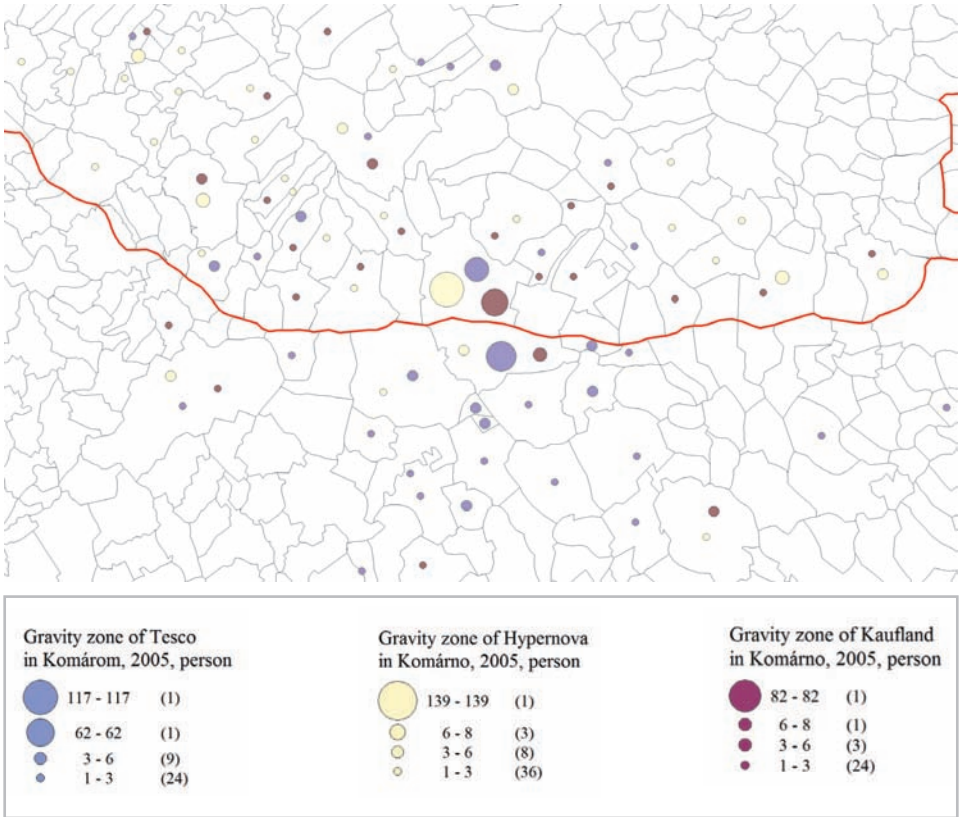 Gravity zone of Tesco
in Komárom, 2005, person
117 - 117 (1)
62 - 62 (1)
3 - 6 (9)
1 - 3 (24)
Gravity zone of Hypernova
in Komárno, 2005, person
139 - 139 (1)
6 - 8 (3)
3 - 6 (8)
1 - 3 (36)
Gravity zone of Kaufland
in Komárno, 2005, person
82 - 82 (1)
6 - 8 (1)
3 - 6 (3)
1 - 3 (24)